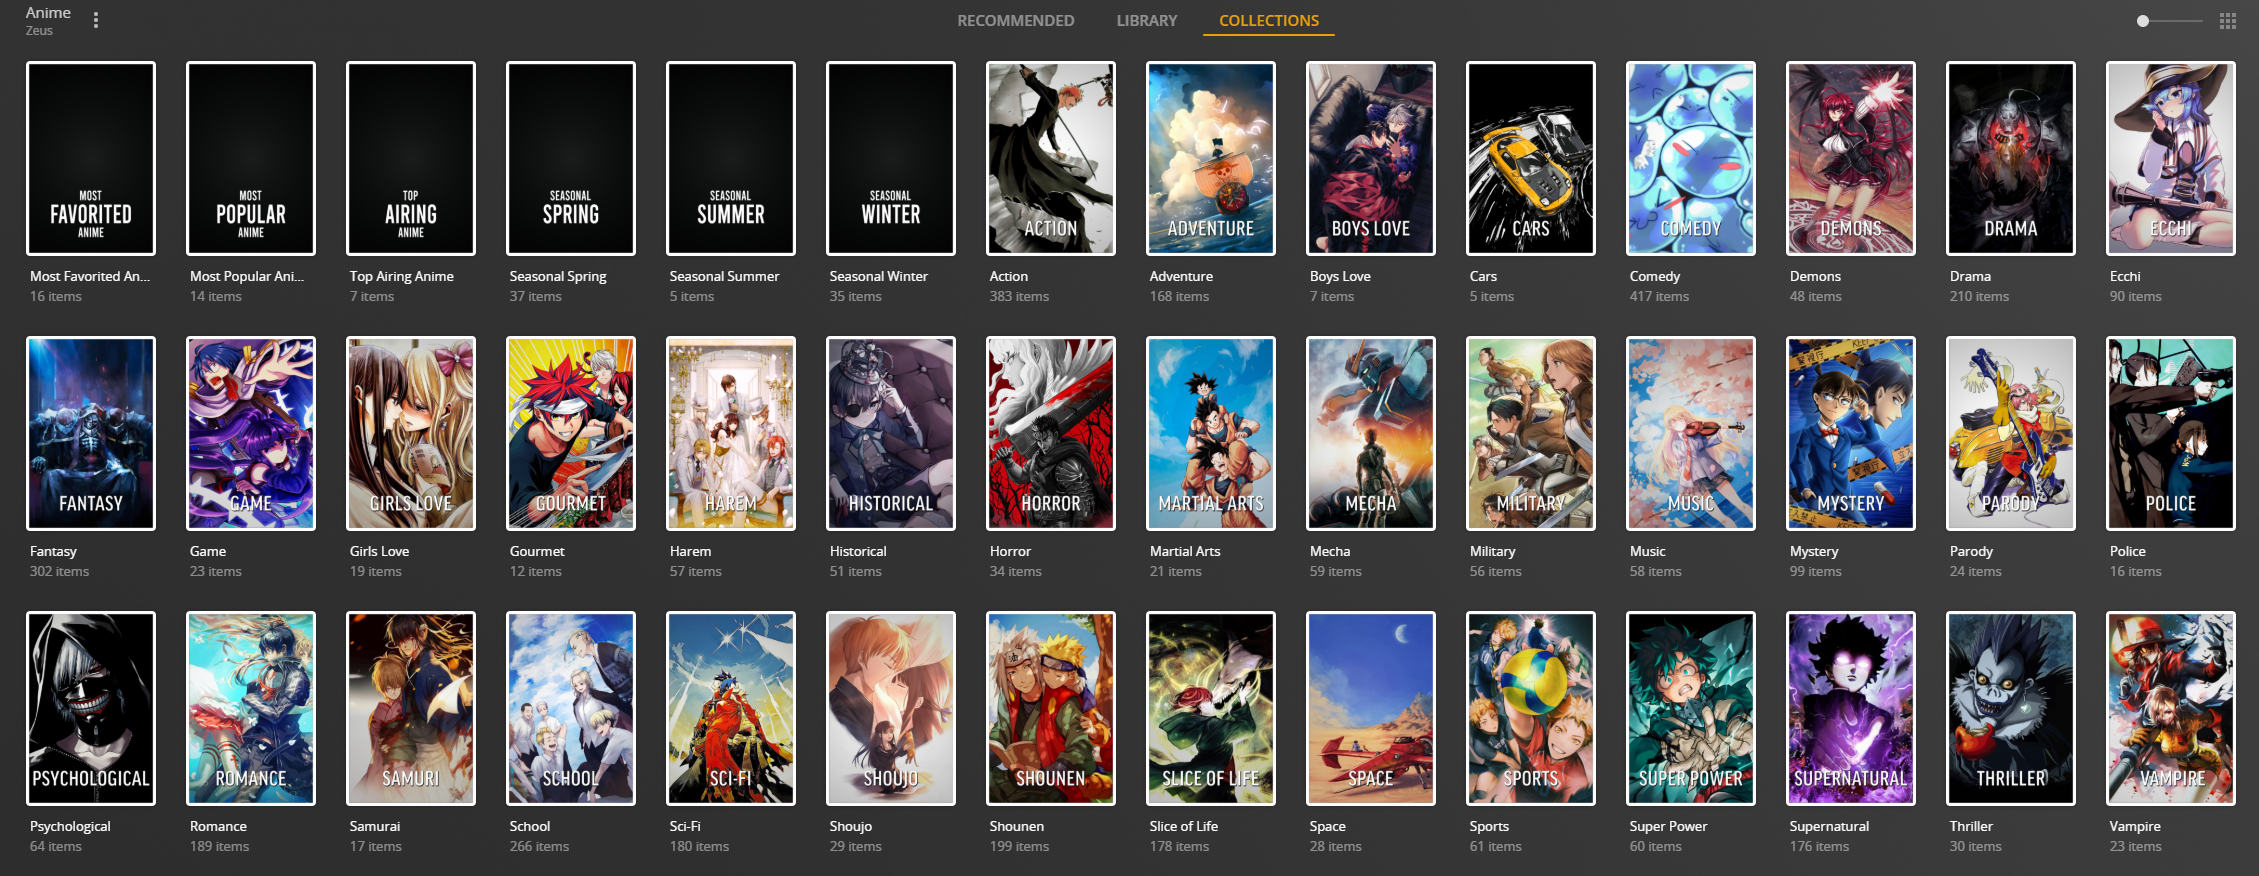 Anime
Zeus
RECOMMENDED LIBRARY COLLECTIONS
MOST
FAVORITED
ANIME
MOST
POPULAR
ANIME
TOP
AIRING
ANIME
SEASONAL
SPRING
SEASONAL
SUMMER
SEASONAL
WINTER
ACTION
ADVENTURE
BOYS LOVE
CARS
COMEDY
DEMONS
DRAMA
ECCHI
Most Favorited An...
16 items
Most Popular Ani...
14 items
Top Airing Anime
7 items
Seasonal Spring
37 items
Seasonal Summer
5 items
Seasonal Winter
35 items
Action
383 items
Adventure
168 items
Boys Love
7 items
Cars
5 items
Comedy
417 items
Demons
48 items
Drama
210 items
Ecchi
90 items
FANTASY
GAME
GIRLS LOVE
GOURMET
HAREM
HISTORICAL
HORROR
MARTIAL ARTS
MECHA
MILITARY
MUSIC
MYSTERY
PARODY
POLICE
Fantasy
302 items
Game
23 items
Girls Love
19 items
Gourmet
12 items
Harem
57 items
Historical
51 items
Horror
34 items
Martial Arts
21 items
Mecha
59 items
Military
56 items
Music
58 items
Mystery
99 items
Parody
24 items
Police
16 items
PSYCHOLOGICAL
ROMANCE
SAMURI
SCHOOL
SCI-FI
SHOUJO
SHOUNEN
SLICE OF LIFE
SPACE
SPORTS
SUPER POWER
SUPERNATURAL
THRILLER
VAMPIRE
Psychological
64 items
Romance
189 items
Samurai
17 items
School
266 items
Sci-Fi
180 items
Shoujo
29 items
Shounen
199 items
Slice of Life
178 items
Space
28 items
Sports
61 items
Super Power
60 items
Supernatural
176 items
Thriller
30 items
Vampire
23 items